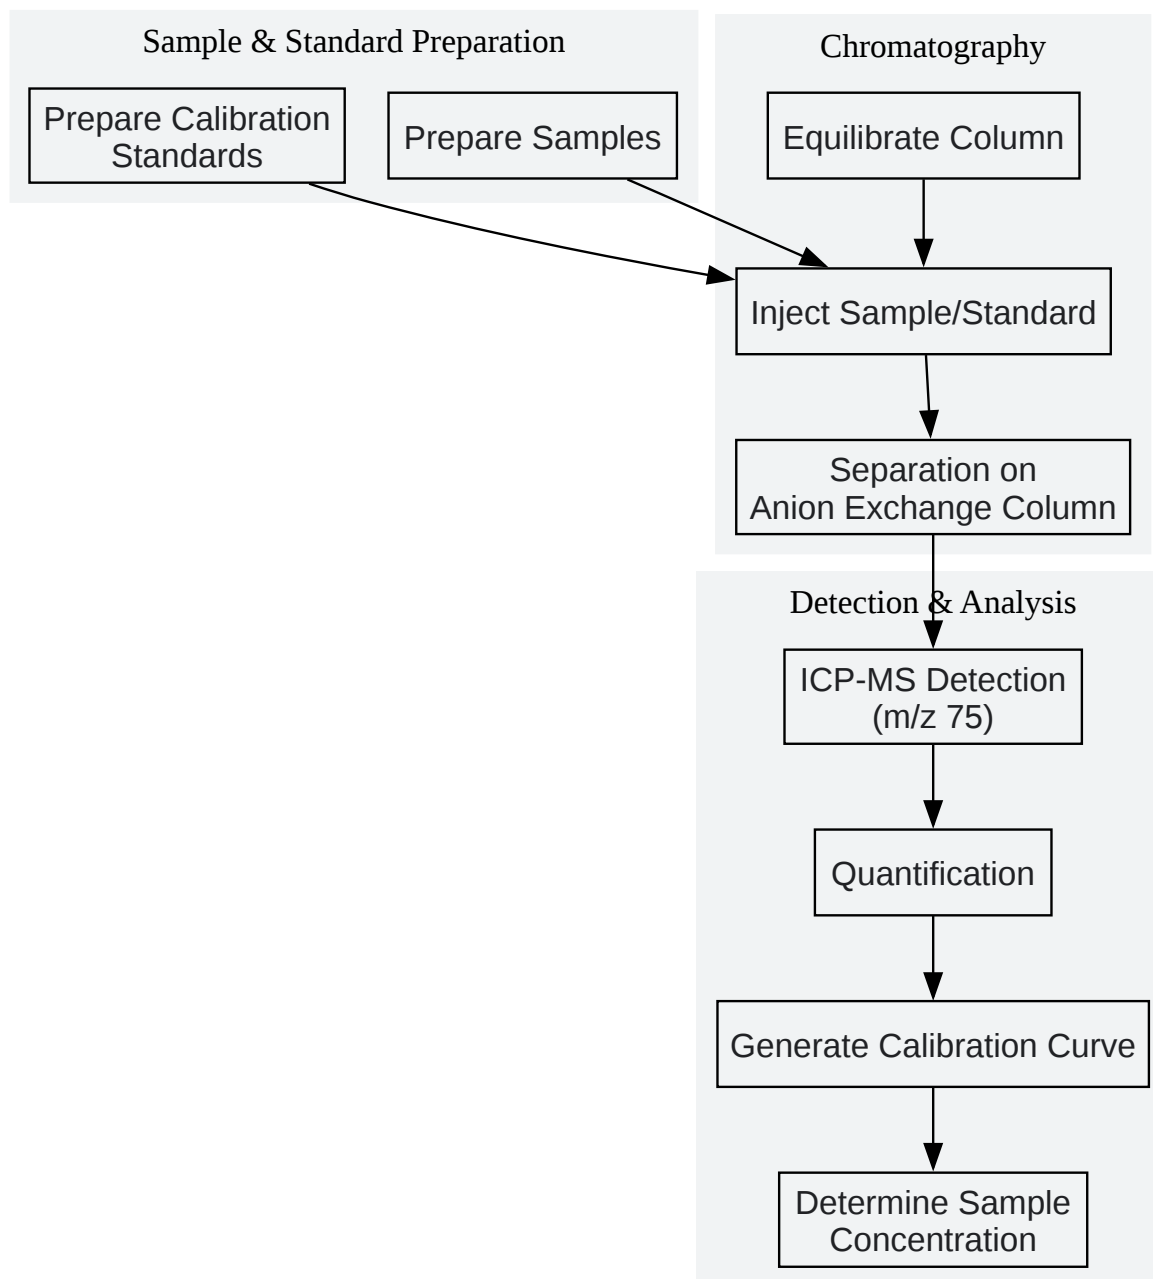 Sample & Standard Preparation
Prepare Calibration
Standards
Prepare Samples
Chromatography
Equilibrate Column
Inject Sample/Standard
Separation on
Anion Exchange Column
Detection & Analysis
ICP-MS Detection
(m/z 75)
Quantification
Generate Calibration Curve
Determine Sample
Concentration